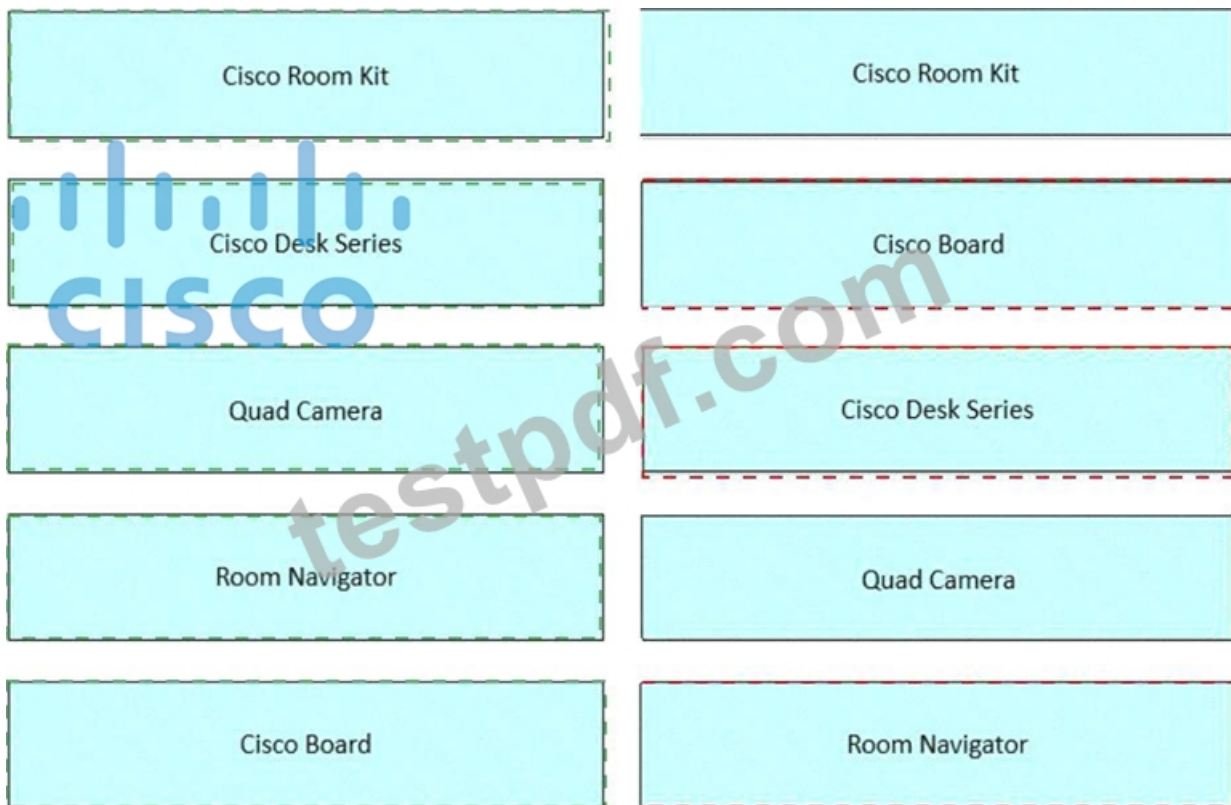 Cisco Room Kit
Cisco Desk Series
CISCO
Quad Camera
Room Navigator
Cisco Board
Cisco Room Kit
Cisco Board
Cisco Desk Series
Quad Camera
Room Navigator
testpdf.com